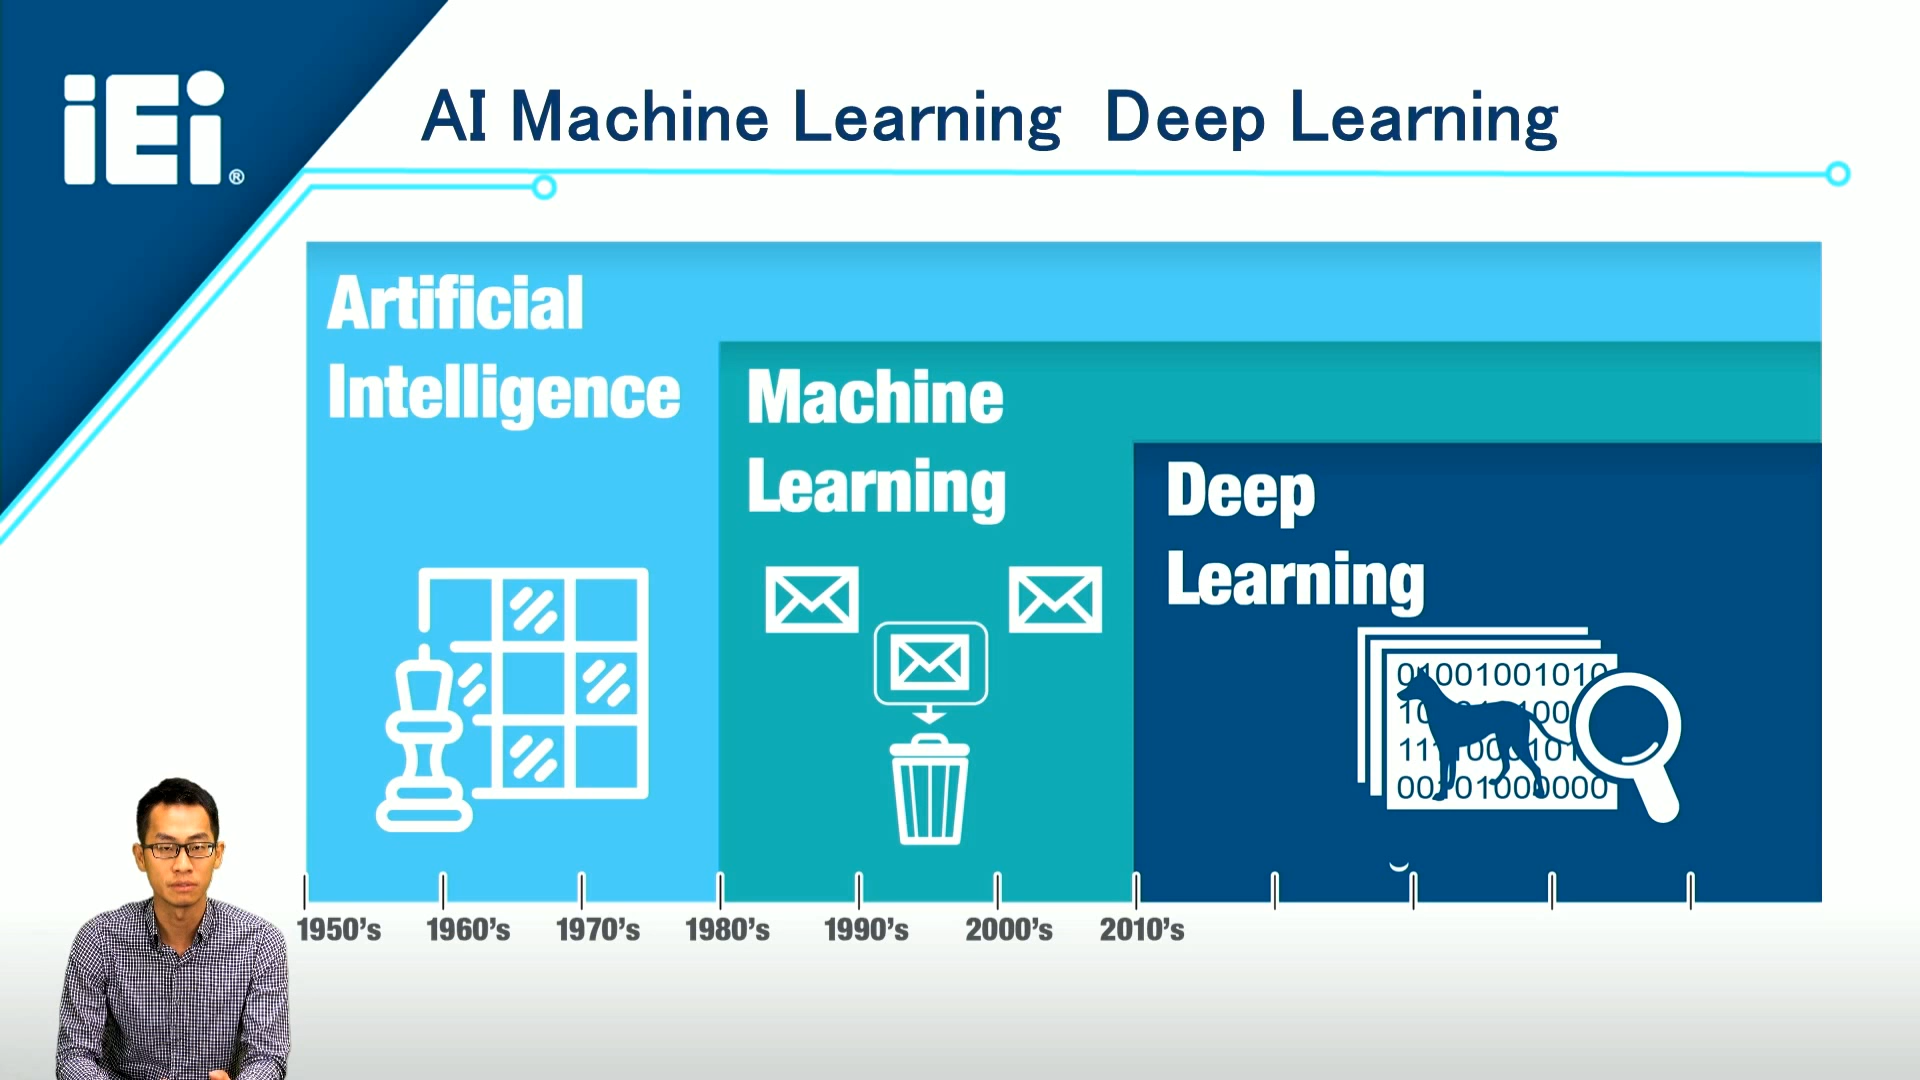 iEi®
AI Machine Learning Deep Learning
Artificial
Intelligence
Machine
Learning
Deep
Learning
1950's 1960's 1970's 1980's 1990's 2000's 2010's